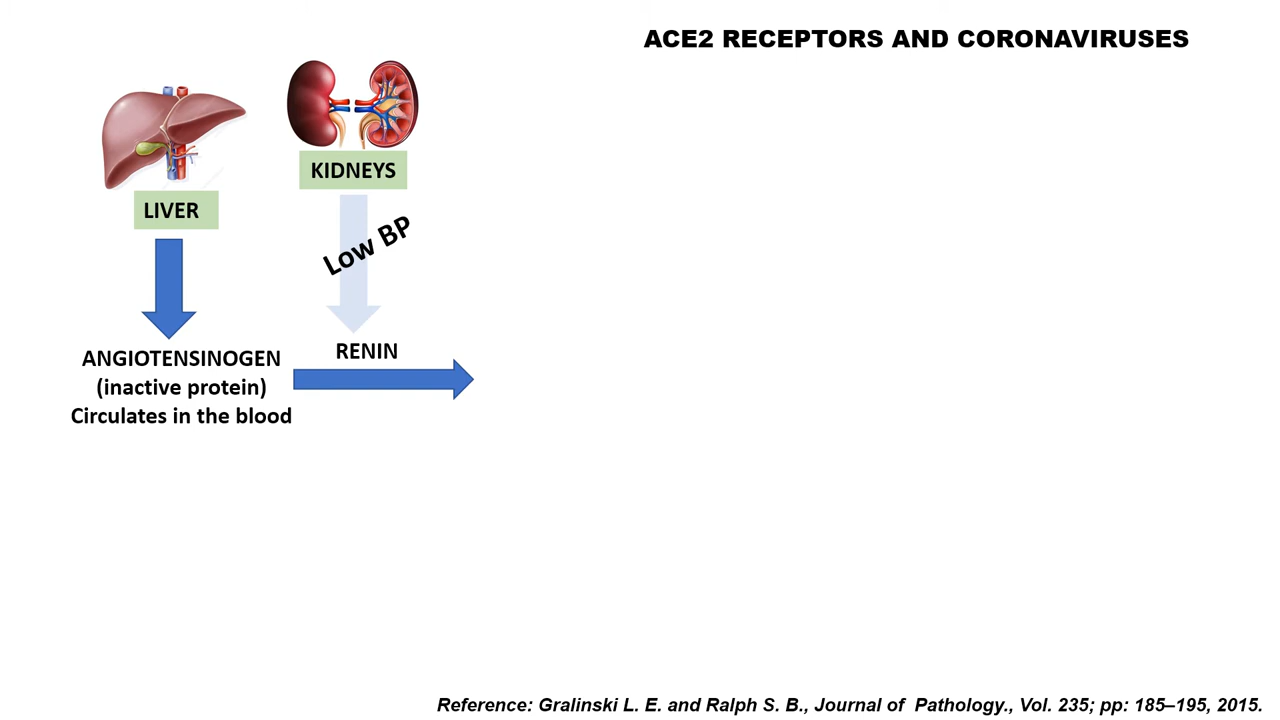 ACE2 RECEPTORS AND CORONAVIRUSES
KIDNEYS
LIVER
Low BP
ANGIOTENSINOGEN
(inactive protein)
Circulates in the blood
RENIN
Reference: Gralinski L. E. and Ralph S. B., Journal of Pathology., Vol. 235; pp: 185–195, 2015.